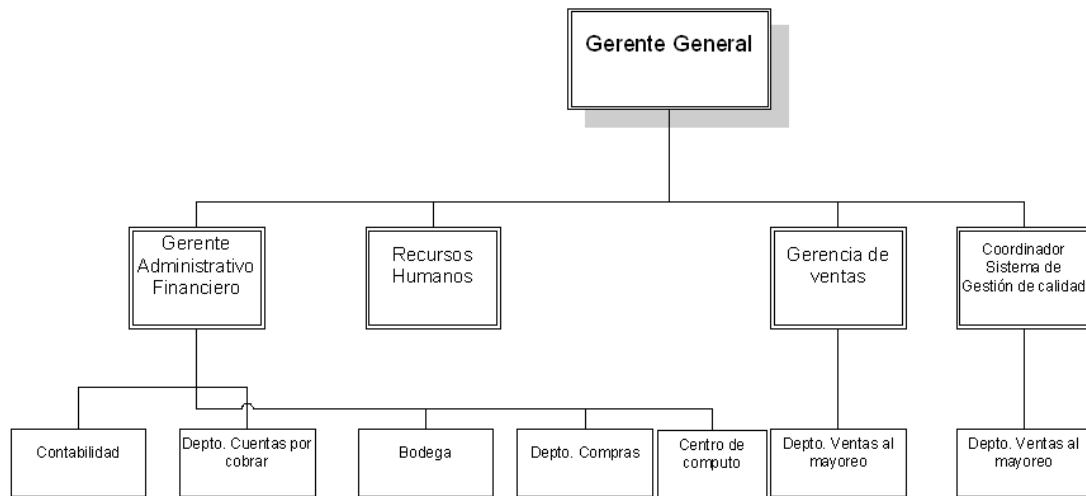 Gerente General
Gerente
Administrativo
Financiero
Recursos
Humanos
Gerencia de
ventas
Coordinador
Sistema de
Gestión de calidad
Contabilidad
Depto. Cuentas por
cobrar
Bodega
Depto. Compras
Centro de
computo
Depto. Ventas al
mayoreo
Depto. Ventas al
mayoreo